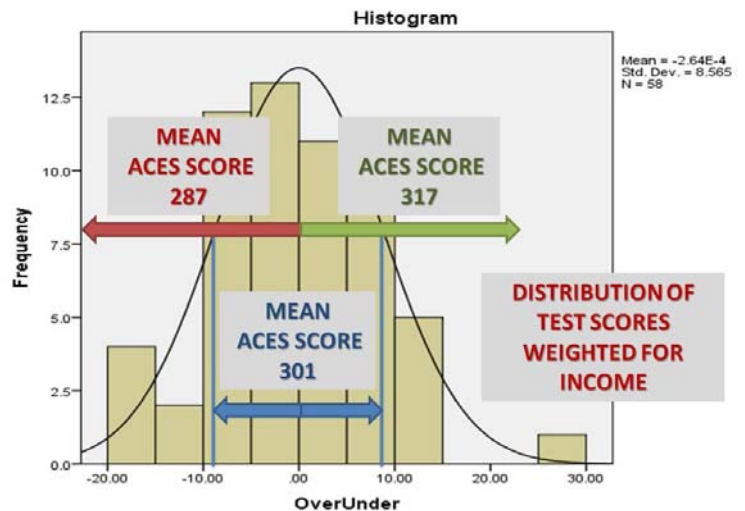 Histogram
Mean = -2.64E-4
Std. Dev. = 8.565
N = 58
12.5
10.0
7.5
5.0
2.5
0.0
Frequency
MEAN
ACES SCORE
287
MEAN
ACES SCORE
317
MEAN
ACES SCORE
301
DISTRIBUTION OF
TEST SCORES
WEIGHTED FOR
INCOME
-20.00
-10.00
.00
10.00
20.00
30.00
OverUnder